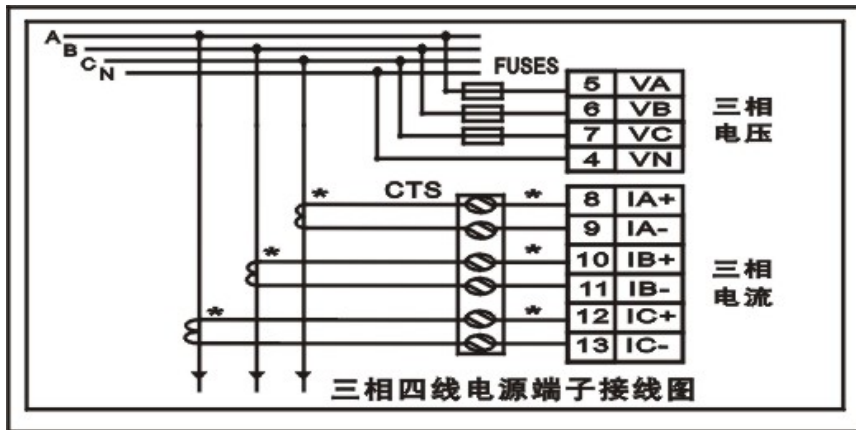 A
B
C
N
FUSES
5 VA
6 VB
7 VC
4 VN
三相
电压
* CTS * 8 IA+
9 IA-
* * 10 IB+
11 IB-
* * 12 IC+
13 IC-
三相
电流
三相四线电源端子接线图